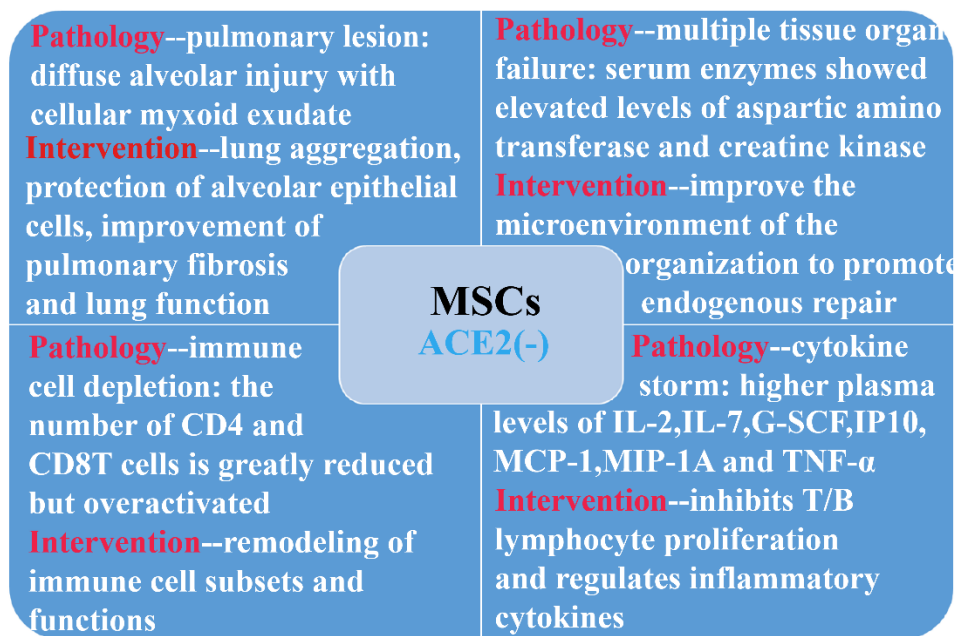 Pathology--pulmonary lesion:
diffuse alveolar injury with
cellular myxoid exudate
Intervention--lung aggregation,
protection of alveolar epithelial
cells, improvement of
pulmonary fibrosis
and lung function
Pathology--multiple tissue organ
failure: serum enzymes showed
elevated levels of aspartic amino
transferase and creatine kinase
Intervention--improve the
microenvironment of the
organization to promote
endogenous repair
MSCs
ACE2(-)
Pathology--immune
cell depletion: the
number of CD4 and
CD8T cells is greatly reduced
but overactivated
Intervention--remodeling of
immune cell subsets and
functions
Pathology--cytokine
storm: higher plasma
levels of IL-2,IL-7,G-SCF,IP10,
MCP-1,MIP-1A and TNF-α
Intervention--inhibits T/B
lymphocyte proliferation
and regulates inflammatory
cytokines